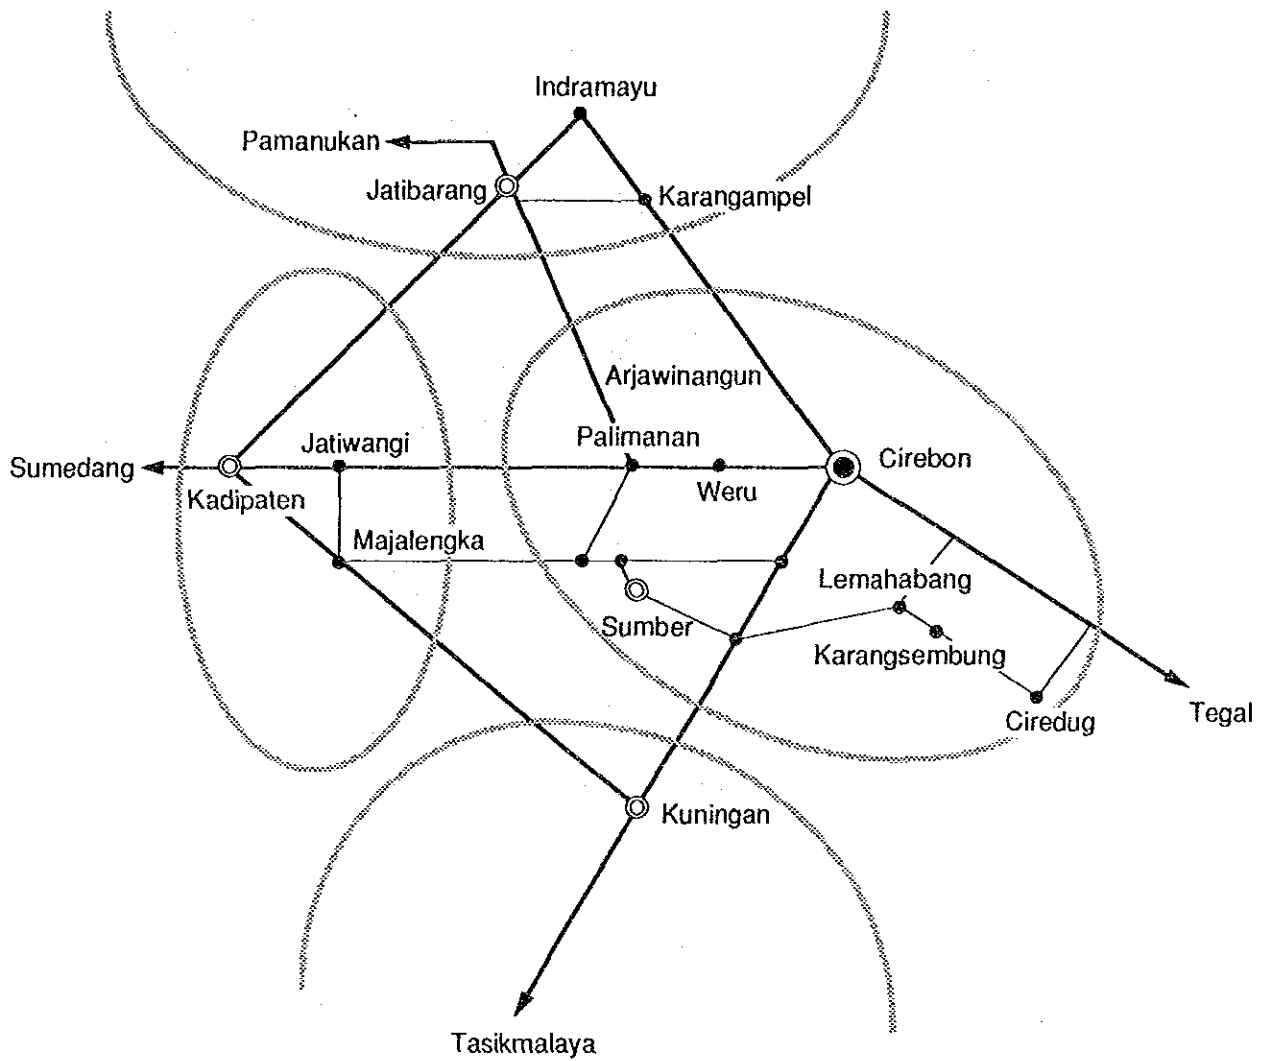 Indramayu
Pamanukan
Jatibarang
Karangampel
Arjawinangun
Palimanan
Jatiwangi
Cirebon
Sumedang
Kadipaten
Weru
Majalengka
Lemahabang
Sumber
Karangsembung
Ciredug
Tegal
Kuningan
Tasikmalaya